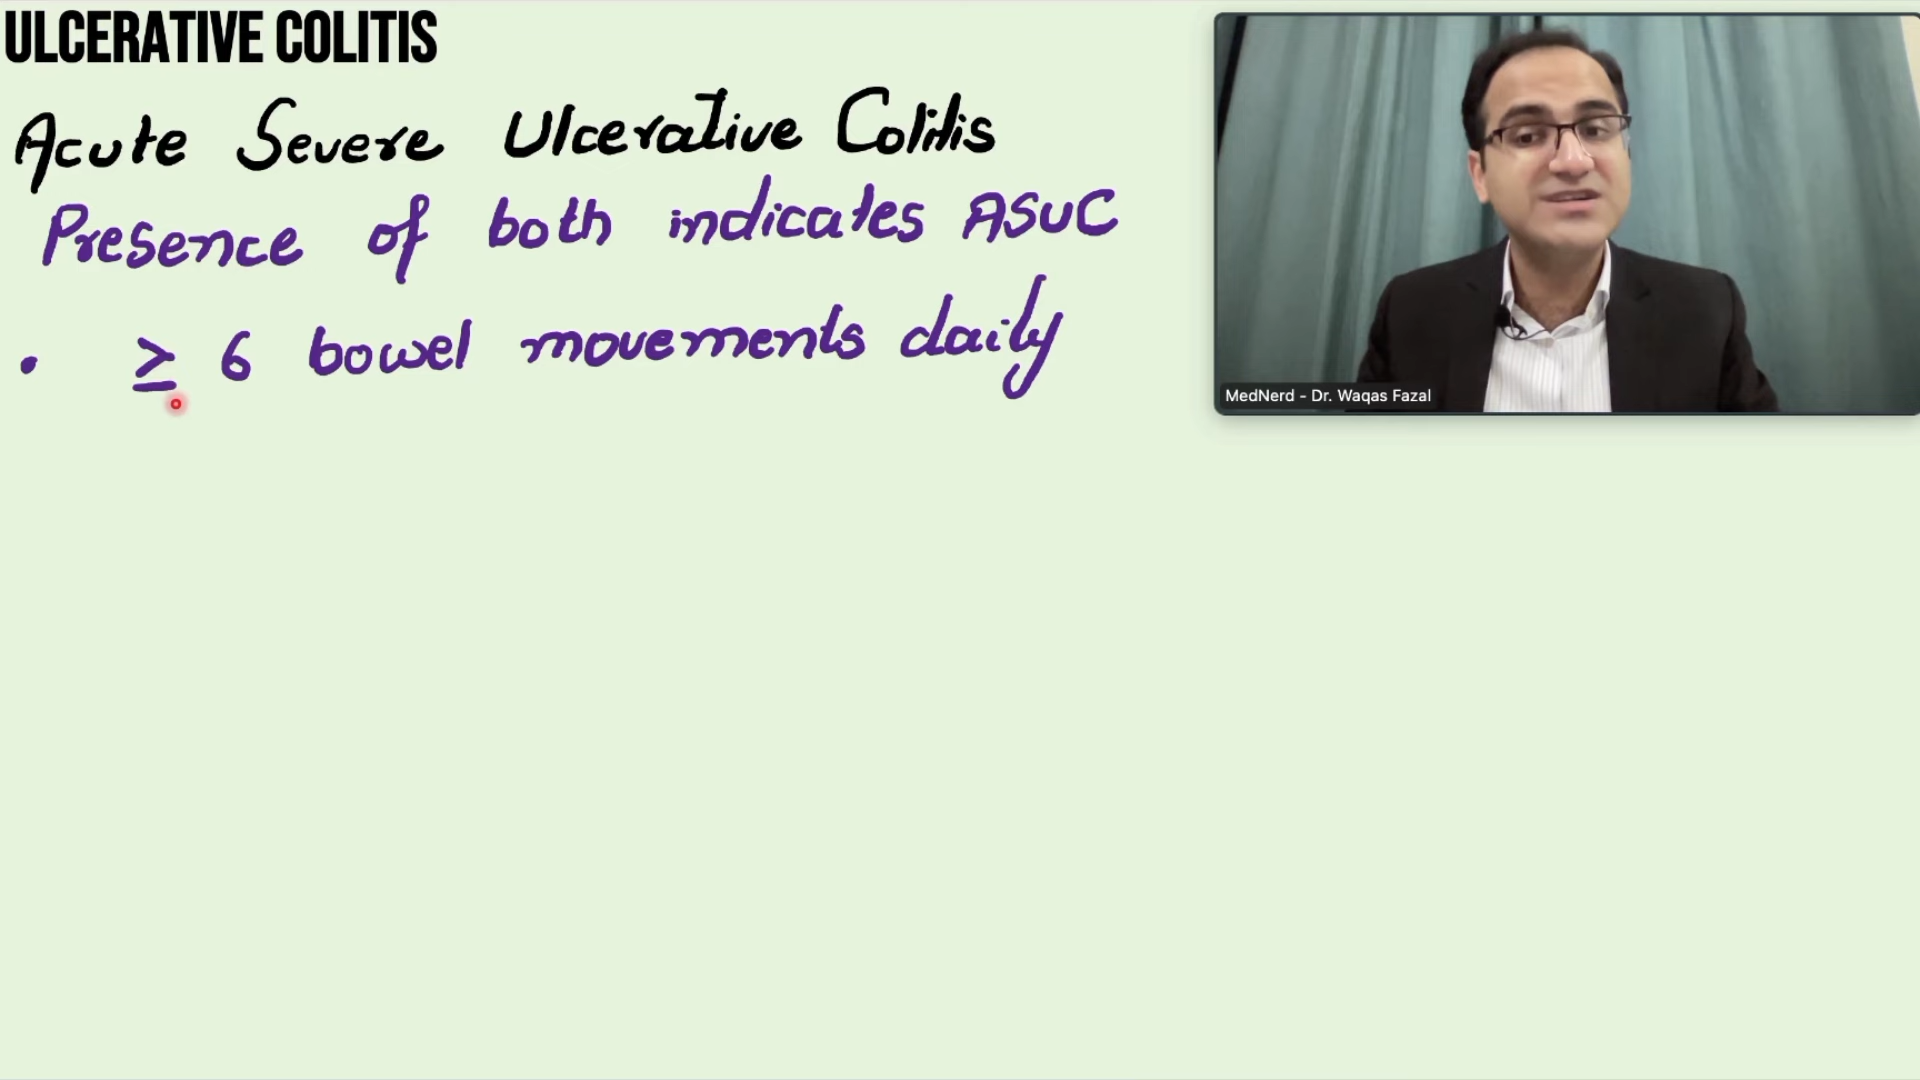 ULCERATIVE COLITIS
Acute Severe Ulcerative Colitis
Presence of both indicates ASUC
• ≥ 6 bowel movements daily
MedNerd - Dr. Waqas Fazal